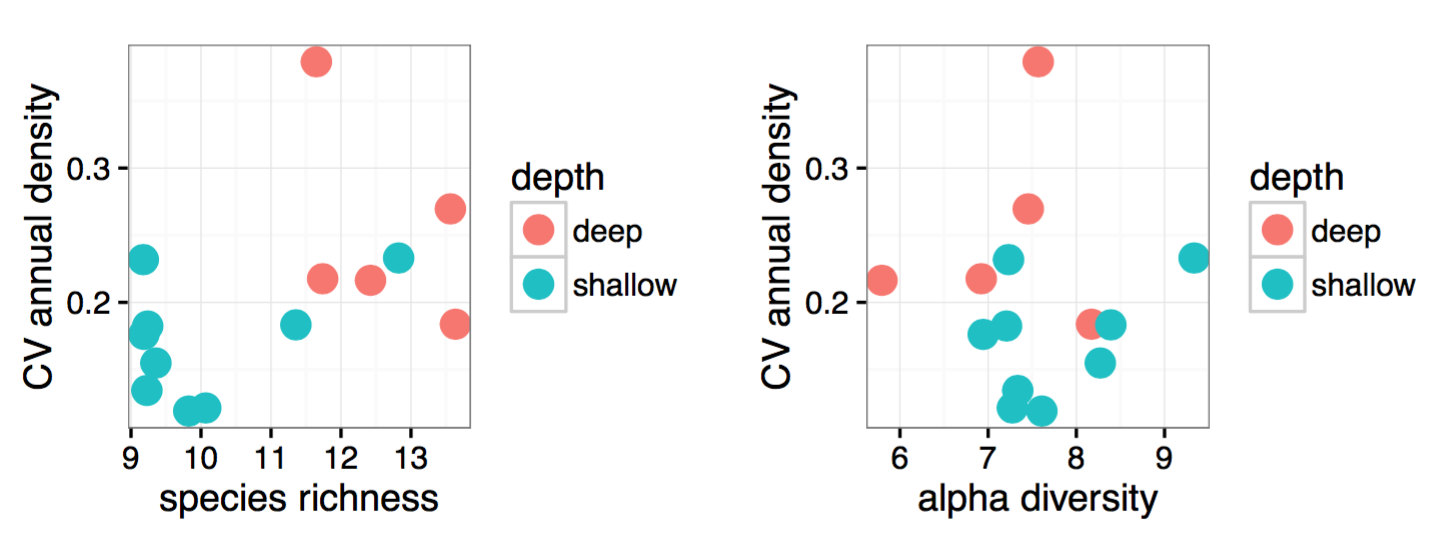 CV annual density
0.3
0.2
9 10 11 12 13
species richness
depth
deep
shallow
CV annual density
0.3
0.2
6 7 8 9
alpha diversity
depth
deep
shallow